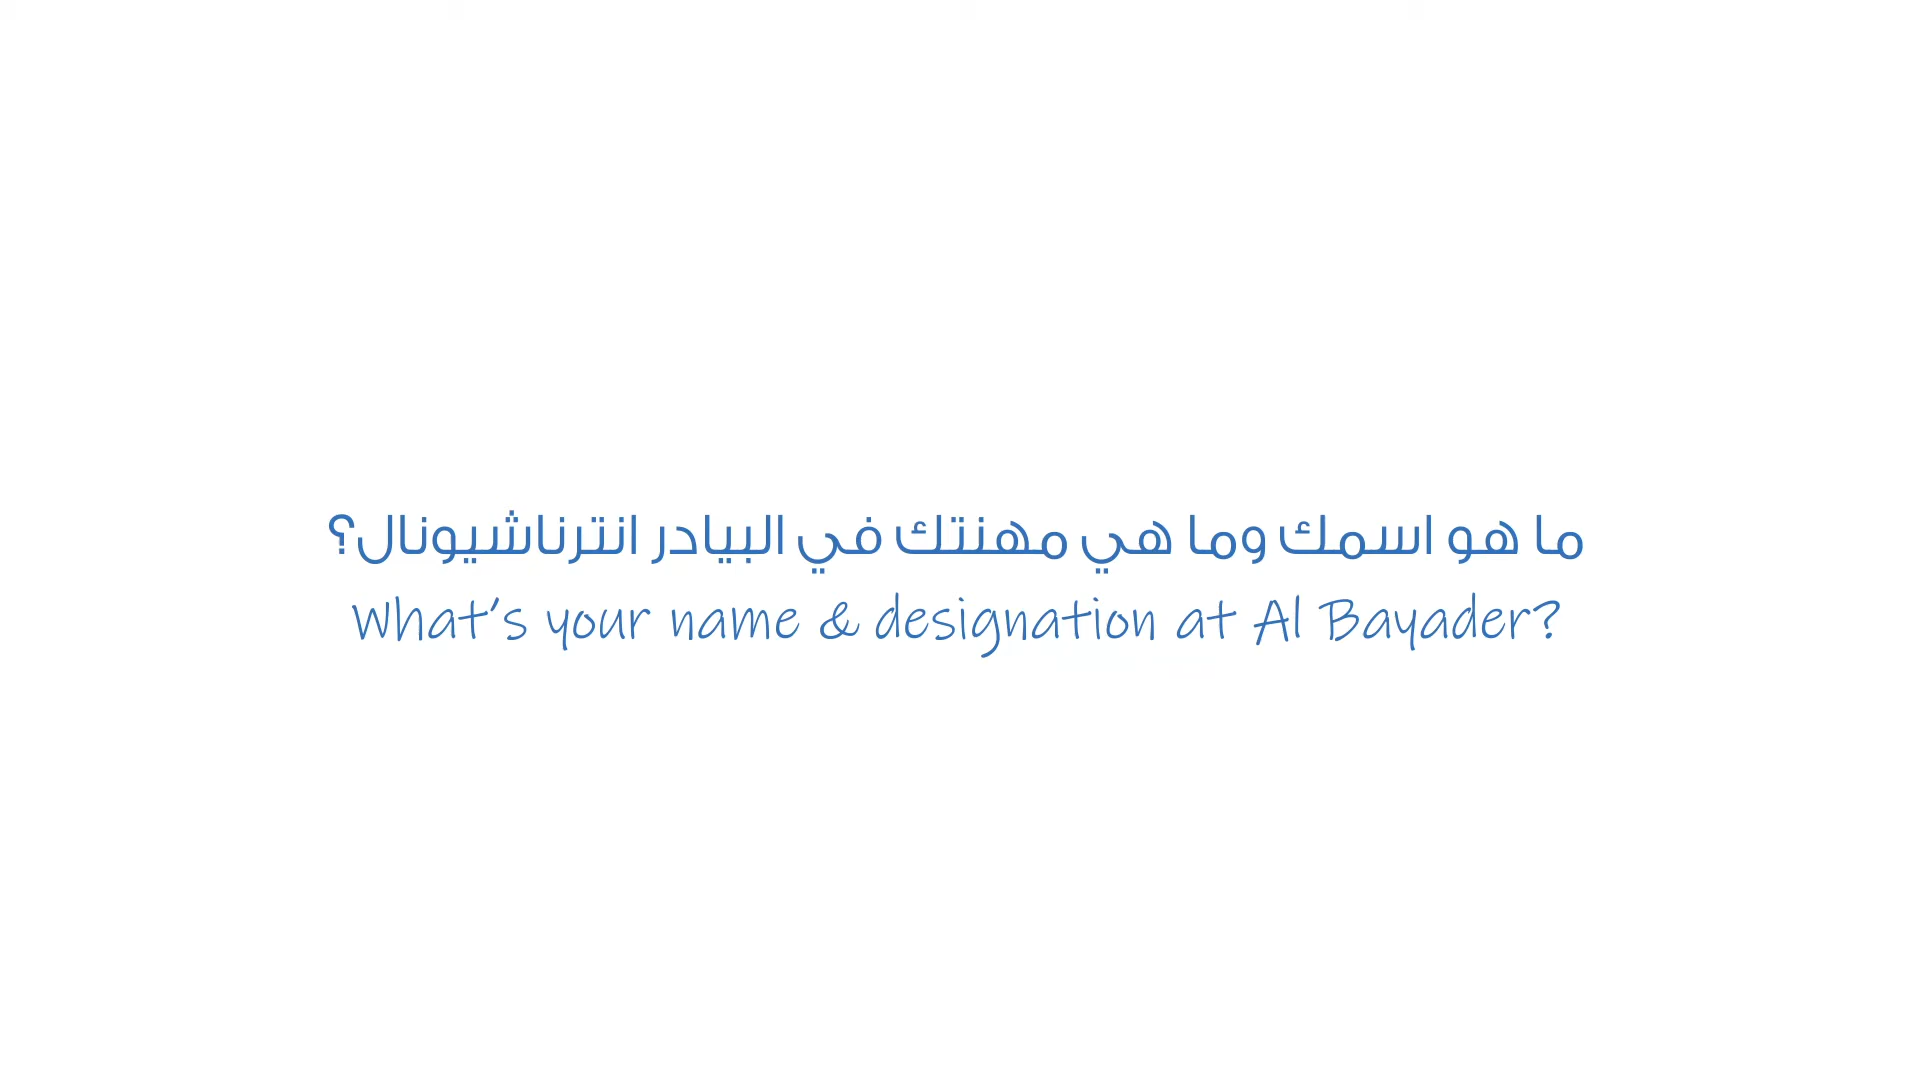 ما هو اسمك وما هي مهنتك في البيادر انترناشيونال؟
What's your name & designation at Al Bayader?